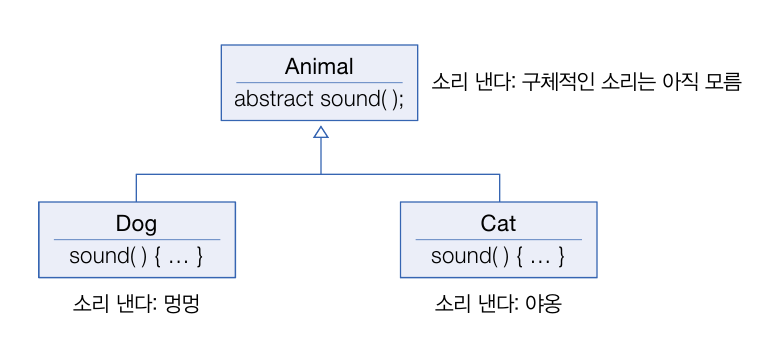 Animal
abstract sound( );
소리 낸다: 구체적인 소리는 아직 모름
Dog
sound( ) { … }
소리 낸다: 멍멍
Cat
sound( ) { … }
소리 낸다: 야옹